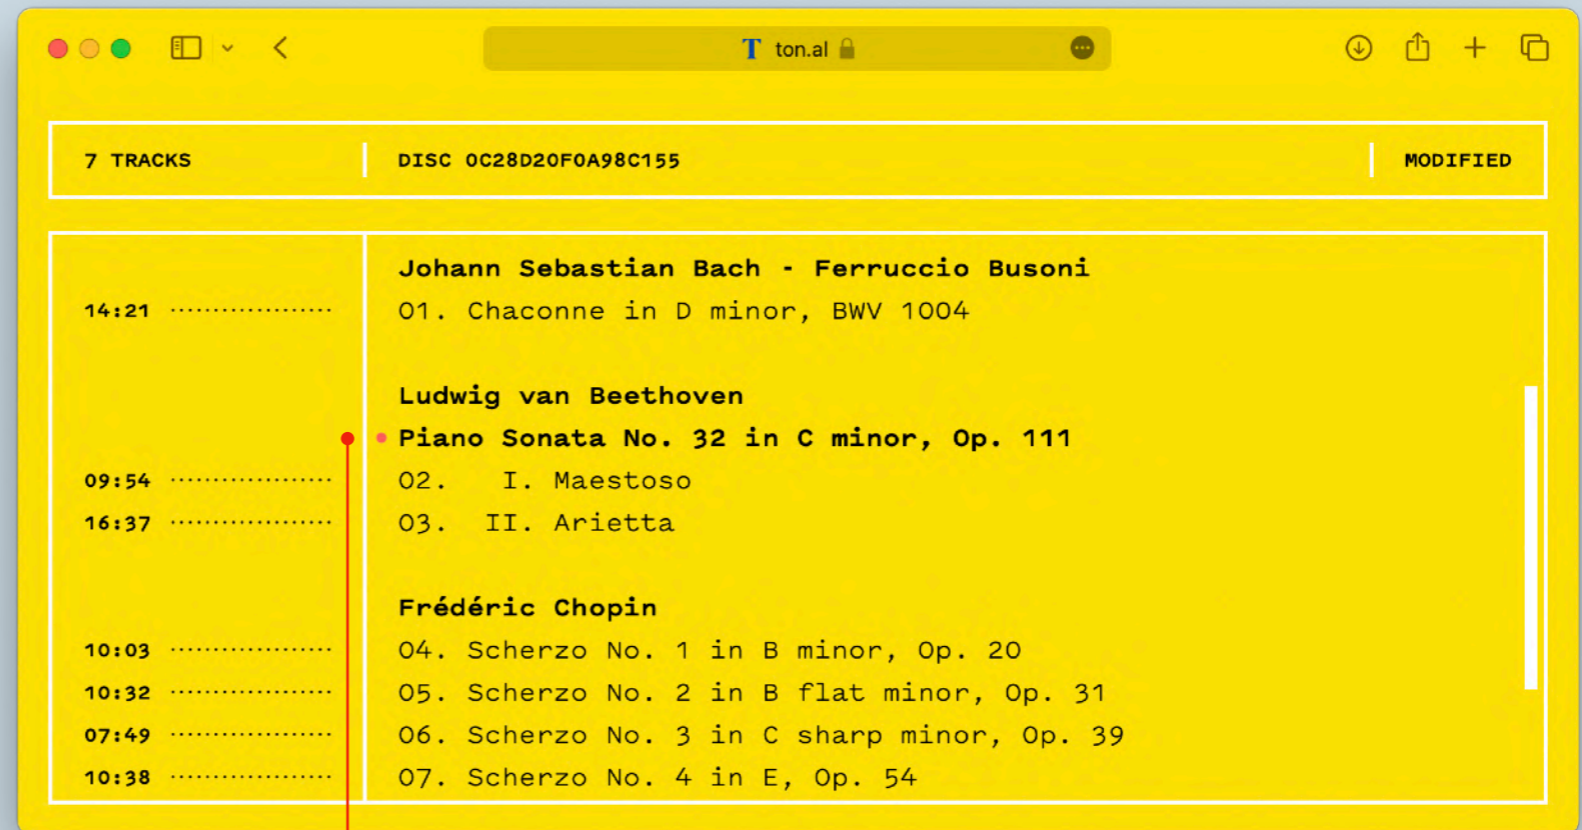 T ton.al
7 TRACKS DISC 0C28D20F0A98C155 MODIFIED
Johann Sebastian Bach - Ferruccio Busoni
14:21 01. Chaconne in D minor, BWV 1004
Ludwig van Beethoven
Piano Sonata No. 32 in C minor, Op. 111
09:54 02. I. Maestoso
16:37 03. II. Arietta
Frédéric Chopin
10:03 04. Scherzo No. 1 in B minor, Op. 20
10:32 05. Scherzo No. 2 in B flat minor, Op. 31
07:49 06. Scherzo No. 3 in C sharp minor, Op. 39
10:38 07. Scherzo No. 4 in E, Op. 54